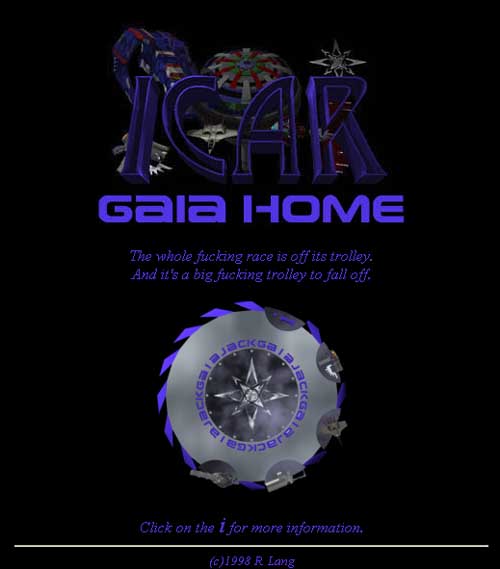 ICAR
GAIA HOME
The whole fucking race is off its trolley.
And it's a big fucking trolley to fall off.
GaiaJackGaiaJackGaiaJackGaiaJack
Click on the i for more information.
(c)1998 R Lang